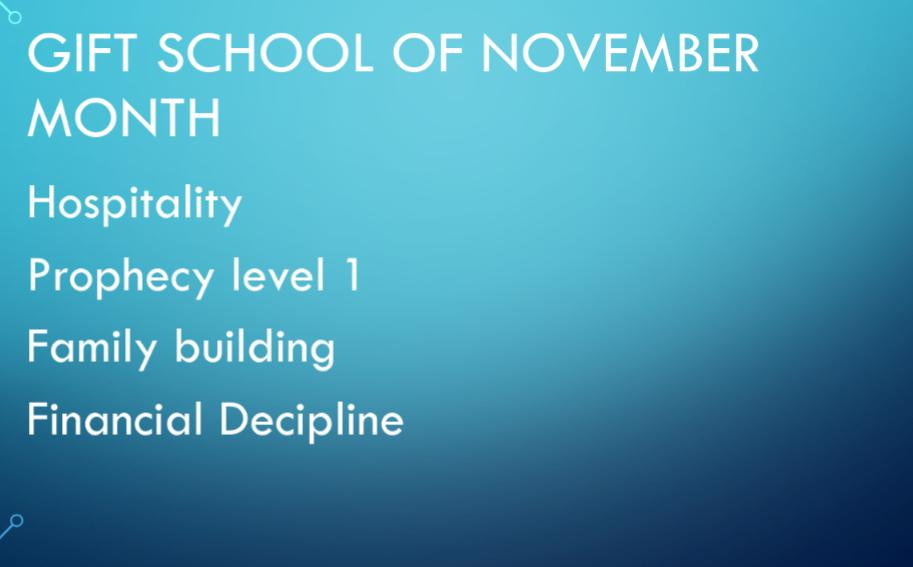 GIFT SCHOOL OF NOVEMBER
MONTH
Hospitality
Prophecy level 1
Family building
Financial Decipline